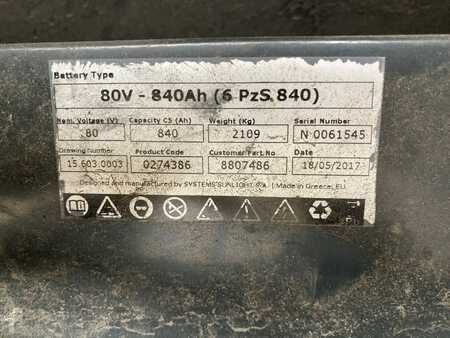 Battery Type
80V - 840Ah (6 PzS 840)
Nom. Voltage (V) Capacity C5 (Ah) Weight (Kg) Serial Number
80 840 2109 N 0061545
Drawing Number Product Code Customer Part.No Date
15.603.0003 0274386 8807486 18/05/2017
Designed and manufactured by SYSTEMS SUNLIGHT, S.A. | Made in Greece, EU